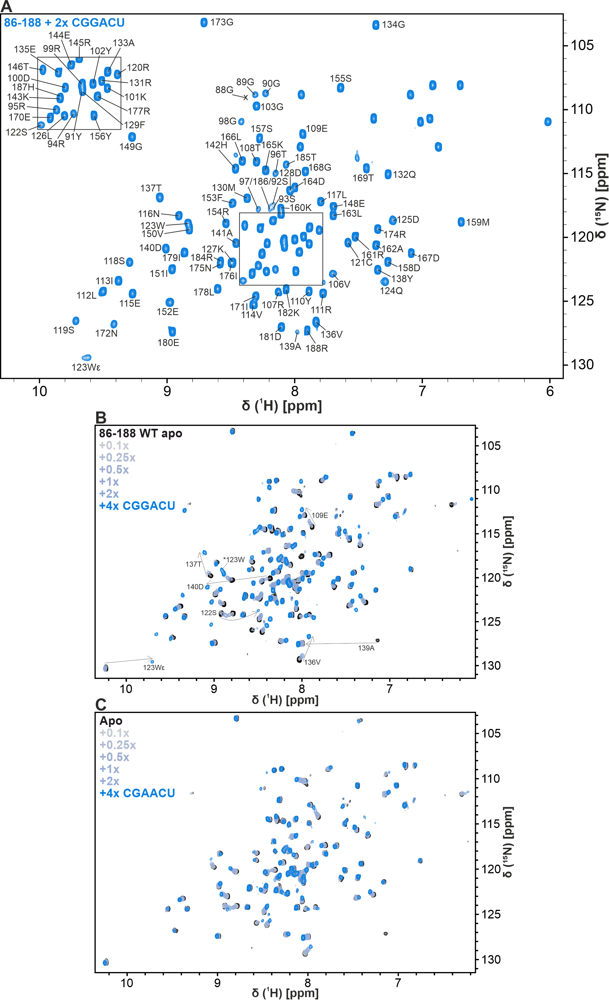 A
86-188 + 2x CGGACU
173G
134G
144E
145R
133A
135E
99R
102Y
146T
120R
100D
131R
187H
143K
101K
95R
177R
170E
129F
122S
126L
94R
91Y
156Y
149G
155S
89G
90G
88G
x
103G
98G
157S
109E
166L
165K
142H
108T
96T
185T
168G
128D
169T
132Q
97/186/92S
164D
137T
130M
153F
93S
117L
148E
116N
160K
163L
154R
123W
150V
125D
159M
141A
174R
140D
127K
179I
184R
161R
162A
118S
175N
121C
167D
151I
176I
158D
138Y
113I
106V
124Q
112L
178L
115E
171I
107R
110Y
152E
114V
182K
111R
119S
172N
181D
136V
180E
139A
188R
123Wε
105
110
115
120
125
130
δ (¹⁵N) [ppm]
10
9
8
7
6
δ (¹H) [ppm]
B
86-188 WT apo
+0.1x
+0.25x
+0.5x
+1x
+2x
+4x CGGACU
109E
137T
*123W
140D
122S
139A
136V
123Wε
105
110
115
120
125
130
δ (¹⁵N) [ppm]
10
9
8
7
δ (¹H) [ppm]
C
Apo
+0.1x
+0.25x
+0.5x
+1x
+2x
+4x CGAACU
105
110
115
120
125
130
δ (¹⁵N) [ppm]
10
9
8
7
δ (¹H) [ppm]